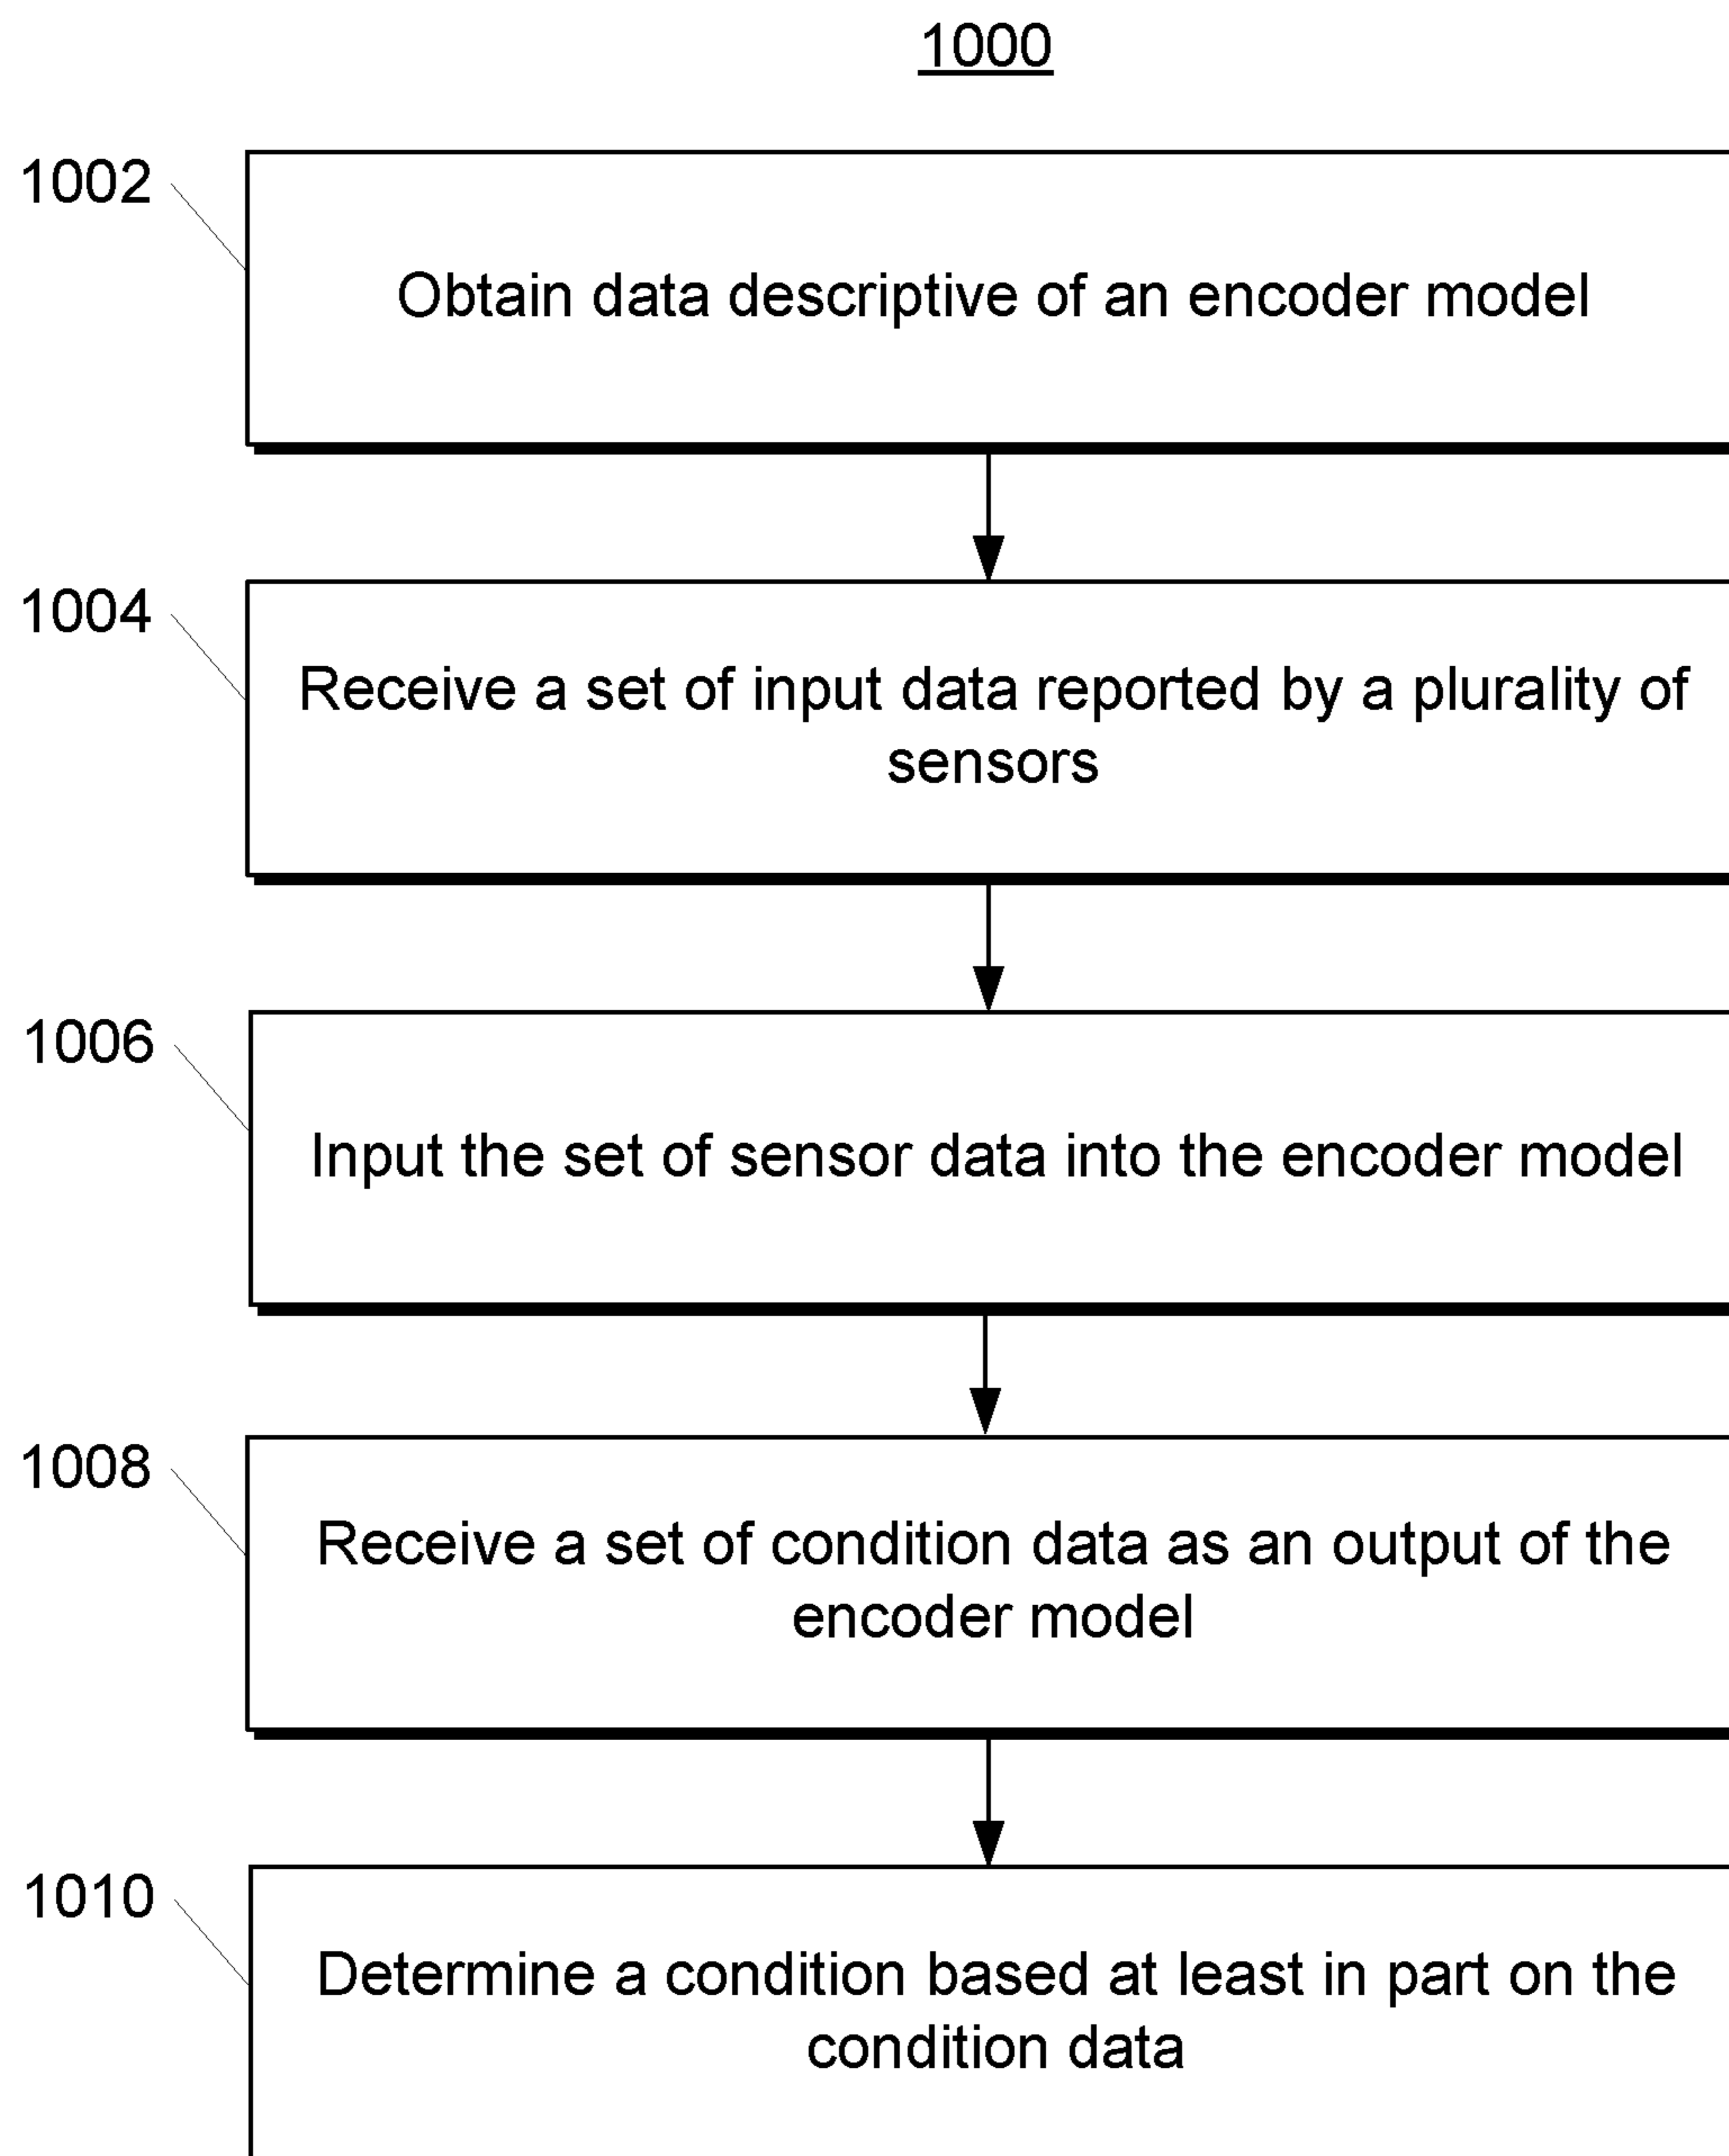 1000
1002
Obtain data descriptive of an encoder model
1004
Receive a set of input data reported by a plurality of
sensors
1006
Input the set of sensor data into the encoder model
1008
Receive a set of condition data as an output of the
encoder model
1010
Determine a condition based at least in part on the
condition data